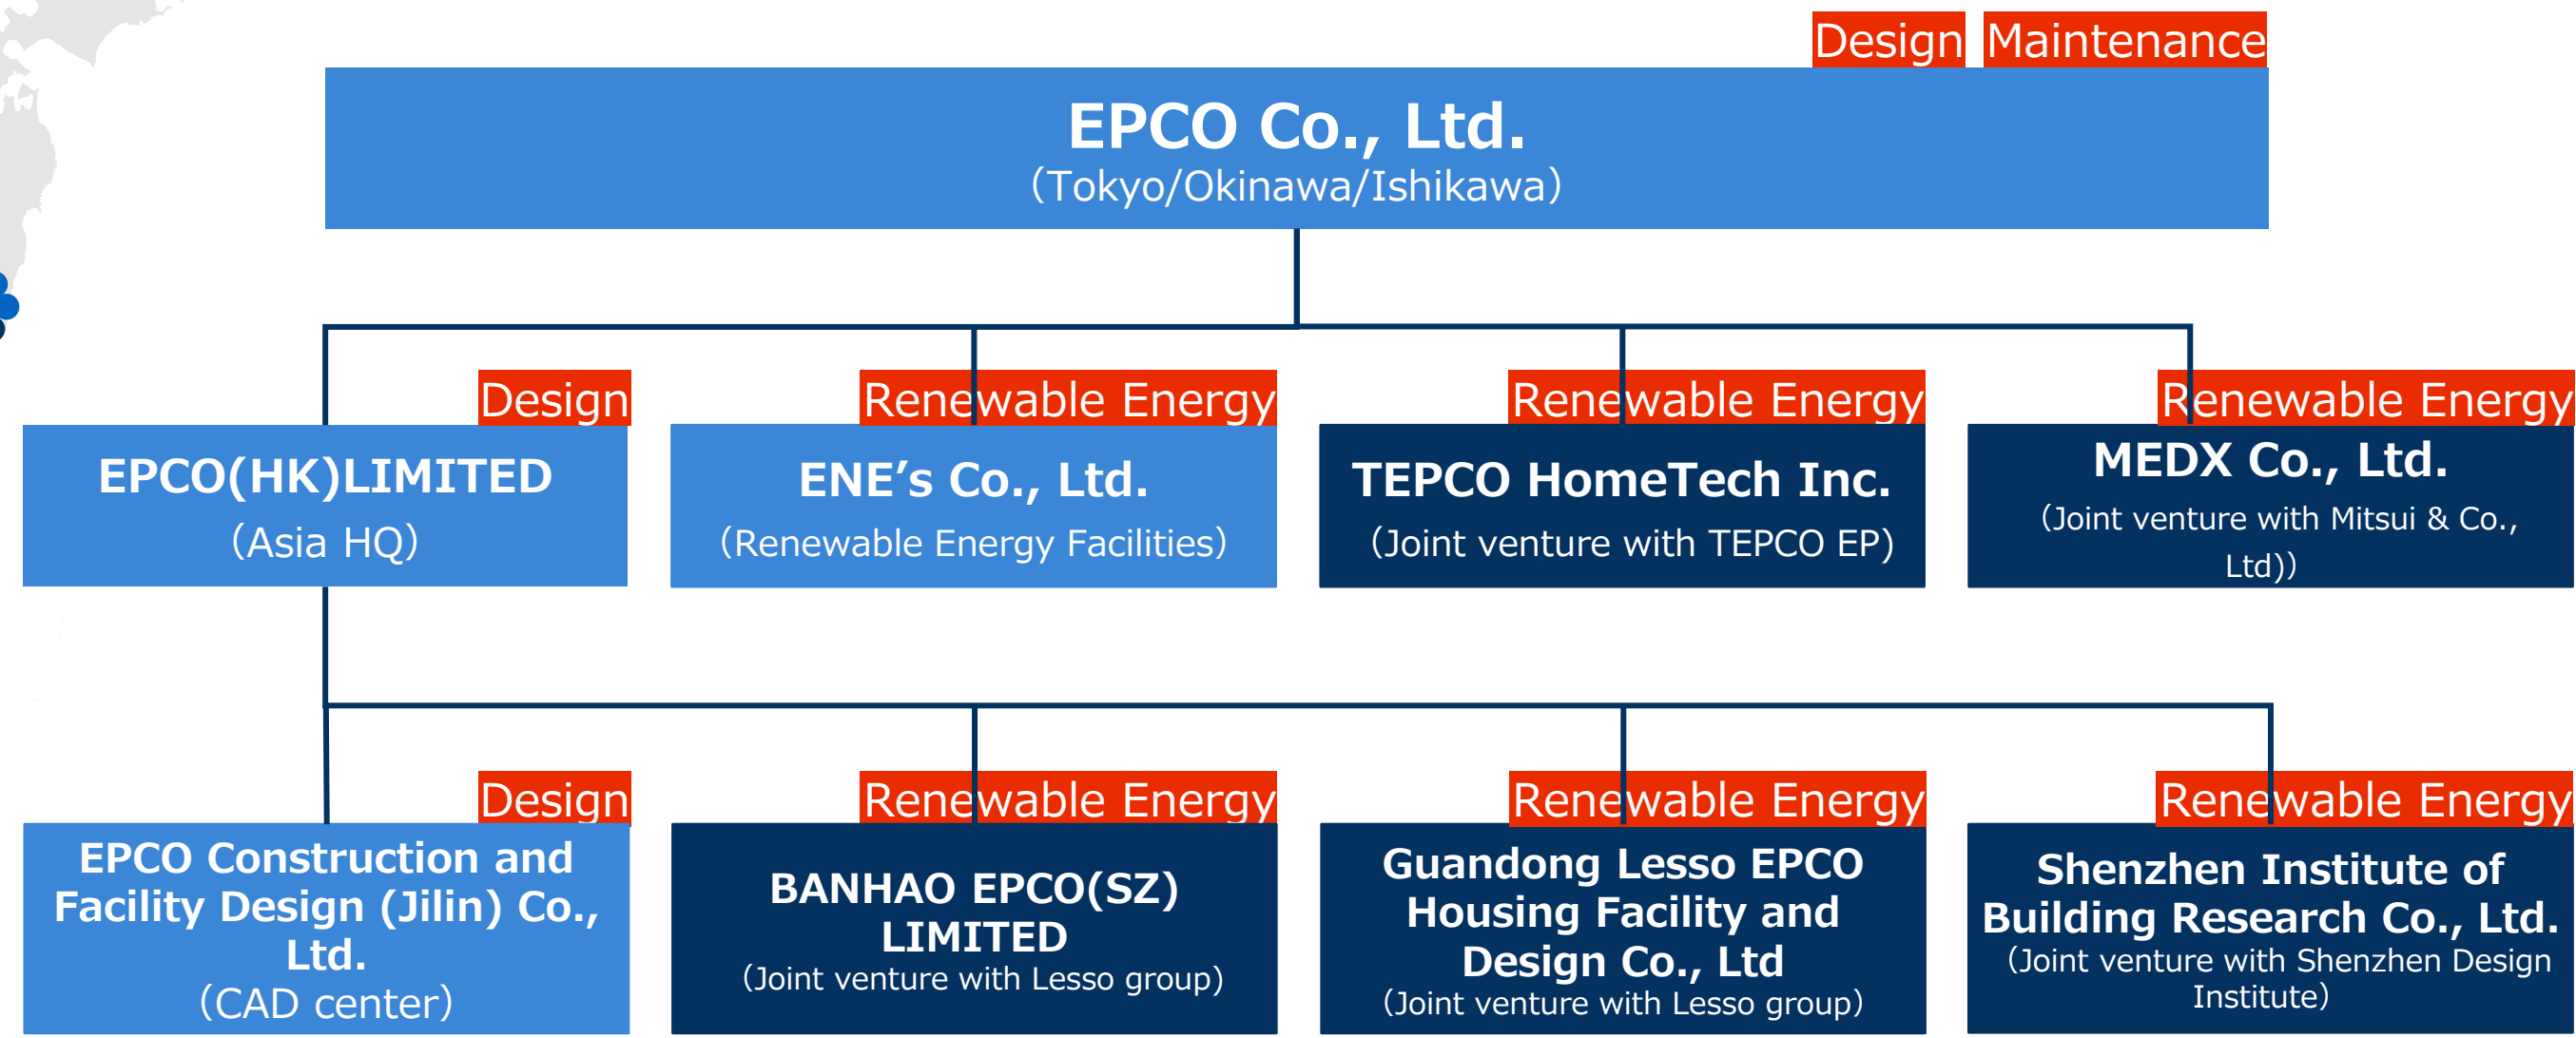 Design Maintenance
EPCO Co., Ltd.
(Tokyo/Okinawa/Ishikawa)
Design
Renewable Energy
Renewable Energy
Renewable Energy
EPCO(HK)LIMITED
(Asia HQ)
ENE’s Co., Ltd.
(Renewable Energy Facilities)
TEPCO HomeTech Inc.
(Joint venture with TEPCO EP)
MEDX Co., Ltd.
(Joint venture with Mitsui & Co.,
Ltd))
Design
Renewable Energy
Renewable Energy
Renewable Energy
EPCO Construction and
Facility Design (Jilin) Co.,
Ltd.
(CAD center)
BANHAO EPCO(SZ)
LIMITED
(Joint venture with Lesso group)
Guandong Lesso EPCO
Housing Facility and
Design Co., Ltd
(Joint venture with Lesso group)
Shenzhen Institute of
Building Research Co., Ltd.
(Joint venture with Shenzhen Design
Institute)